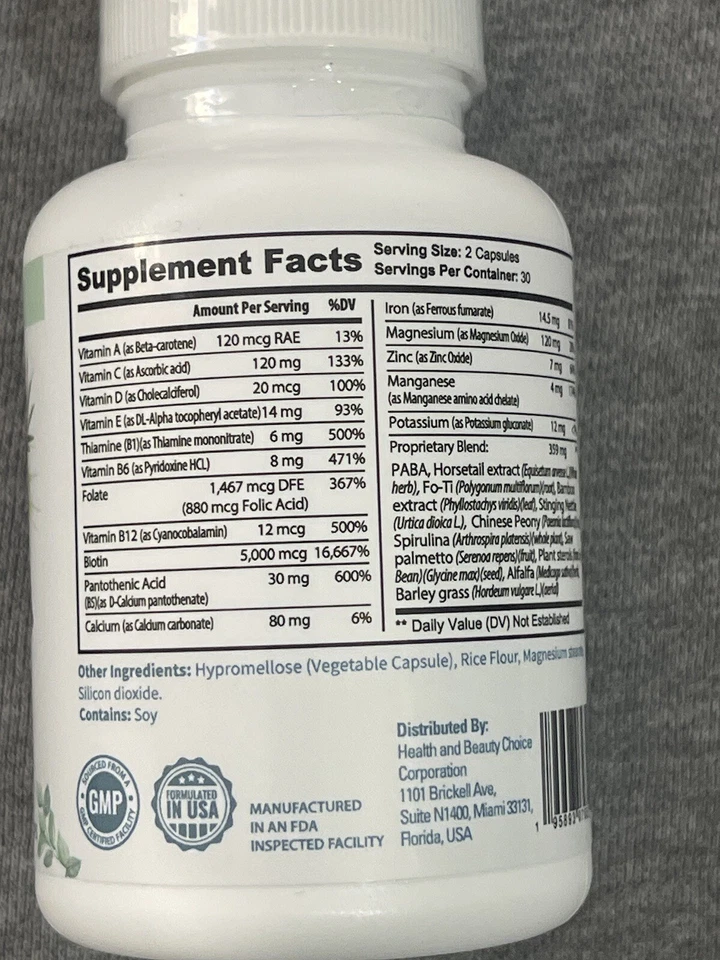 Supplement Facts
Serving Size: 2 Capsules
Servings Per Container: 30
Amount Per Serving %DV
Vitamin A (as Beta-carotene) 120 mcg RAE 13%
Vitamin C (as Ascorbic acid) 120 mg 133%
Vitamin D (as Cholecalciferol) 20 mcg 100%
Vitamin E (as DL-Alpha tocopheryl acetate) 14 mg 93%
Thiamine (B1)(as Thiamine mononitrate) 6 mg 500%
Vitamin B6 (as Pyridoxine HCL) 8 mg 471%
Folate 1,467 mcg DFE 367%
(880 mcg Folic Acid)
Vitamin B12 (as Cyanocobalamin) 12 mcg 500%
Biotin 5,000 mcg 16,667%
Pantothenic Acid 30 mg 600%
(B5)(as D-Calcium pantothenate)
Calcium (as Calcium carbonate) 80 mg 6%
Iron (as Ferrous fumarate) 14.5 mg
Magnesium (as Magnesium Oxide) 120 mg
Zinc (as Zinc Oxide) 7 mg
Manganese 4 mg
(as Manganese amino acid chelate)
Potassium (as Potassium gluconate) 12 mg
Proprietary Blend: 359 mg
PABA, Horsetail extract (Equisetum
herb), Fo-Ti (Polygonum multiflorum)(root),
extract (Phyllostachys viridis)(leaf), Stinging
(Urtica dioica L.), Chinese Peony
Spirulina (Arthrospira platensis)(whole plant), Saw
palmetto (Serenoa repens)(fruit), Plant
Bean)(Glycine max)(seed), Alfalfa
Barley grass (Hordeum vulgare L.)
** Daily Value (DV) Not Established
Other Ingredients: Hypromellose (Vegetable Capsule), Rice Flour, Magnesium
Silicon dioxide.
Contains: Soy
SOURCED FROM A
GMP
GMP CERTIFIED FACILITY
FORMULATED
IN USA
MANUFACTURED
IN AN FDA
INSPECTED FACILITY
Distributed By:
Health and Beauty Choice
Corporation
1101 Brickell Ave,
Suite N1400, Miami 33131,
Florida, USA
1